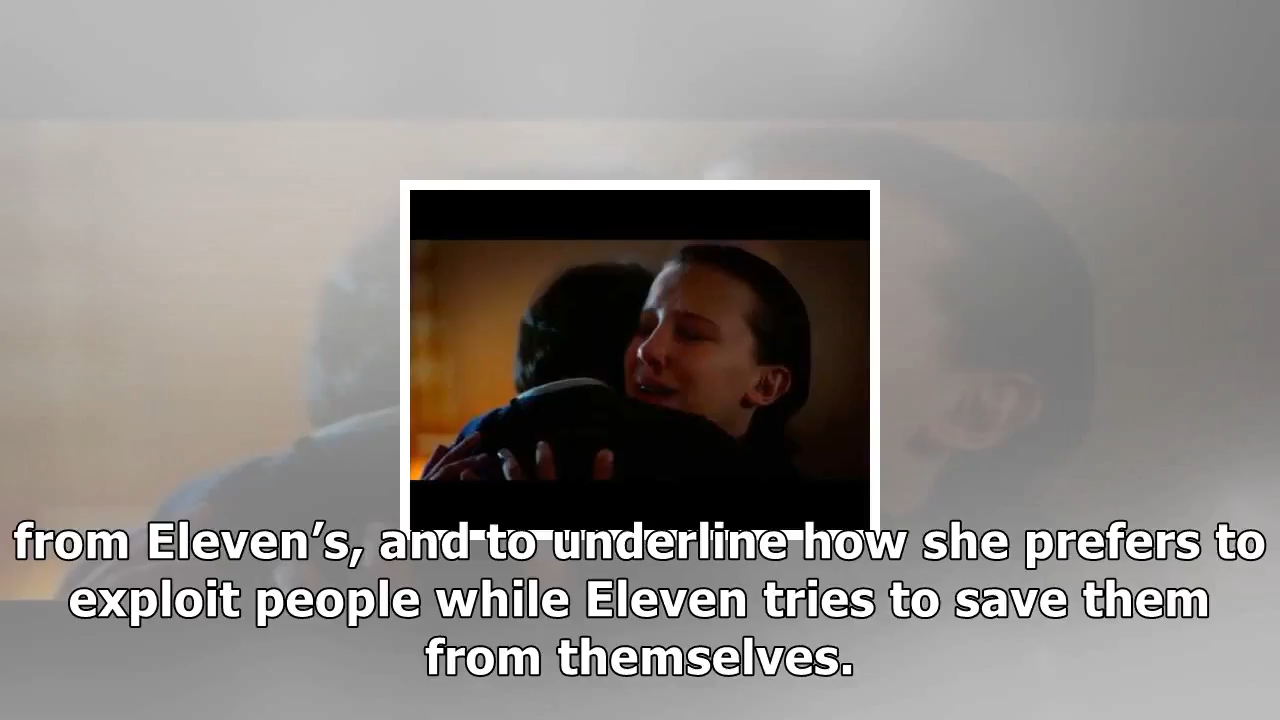 from Eleven’s, and to underline how she prefers to
exploit people while Eleven tries to save them
from themselves.